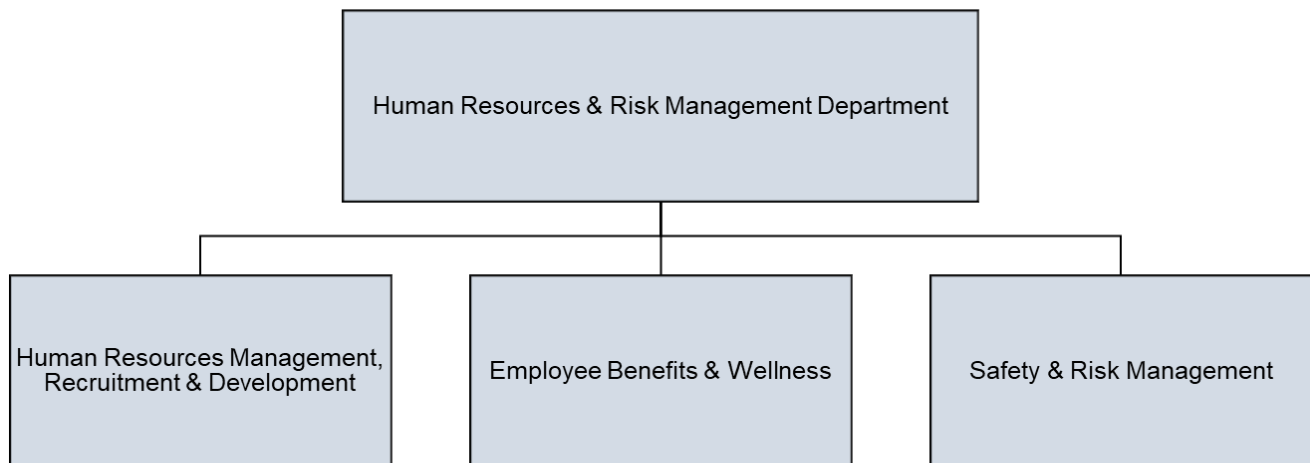 Human Resources & Risk Management Department
Human Resources Management,
Recruitment & Development
Employee Benefits & Wellness
Safety & Risk Management